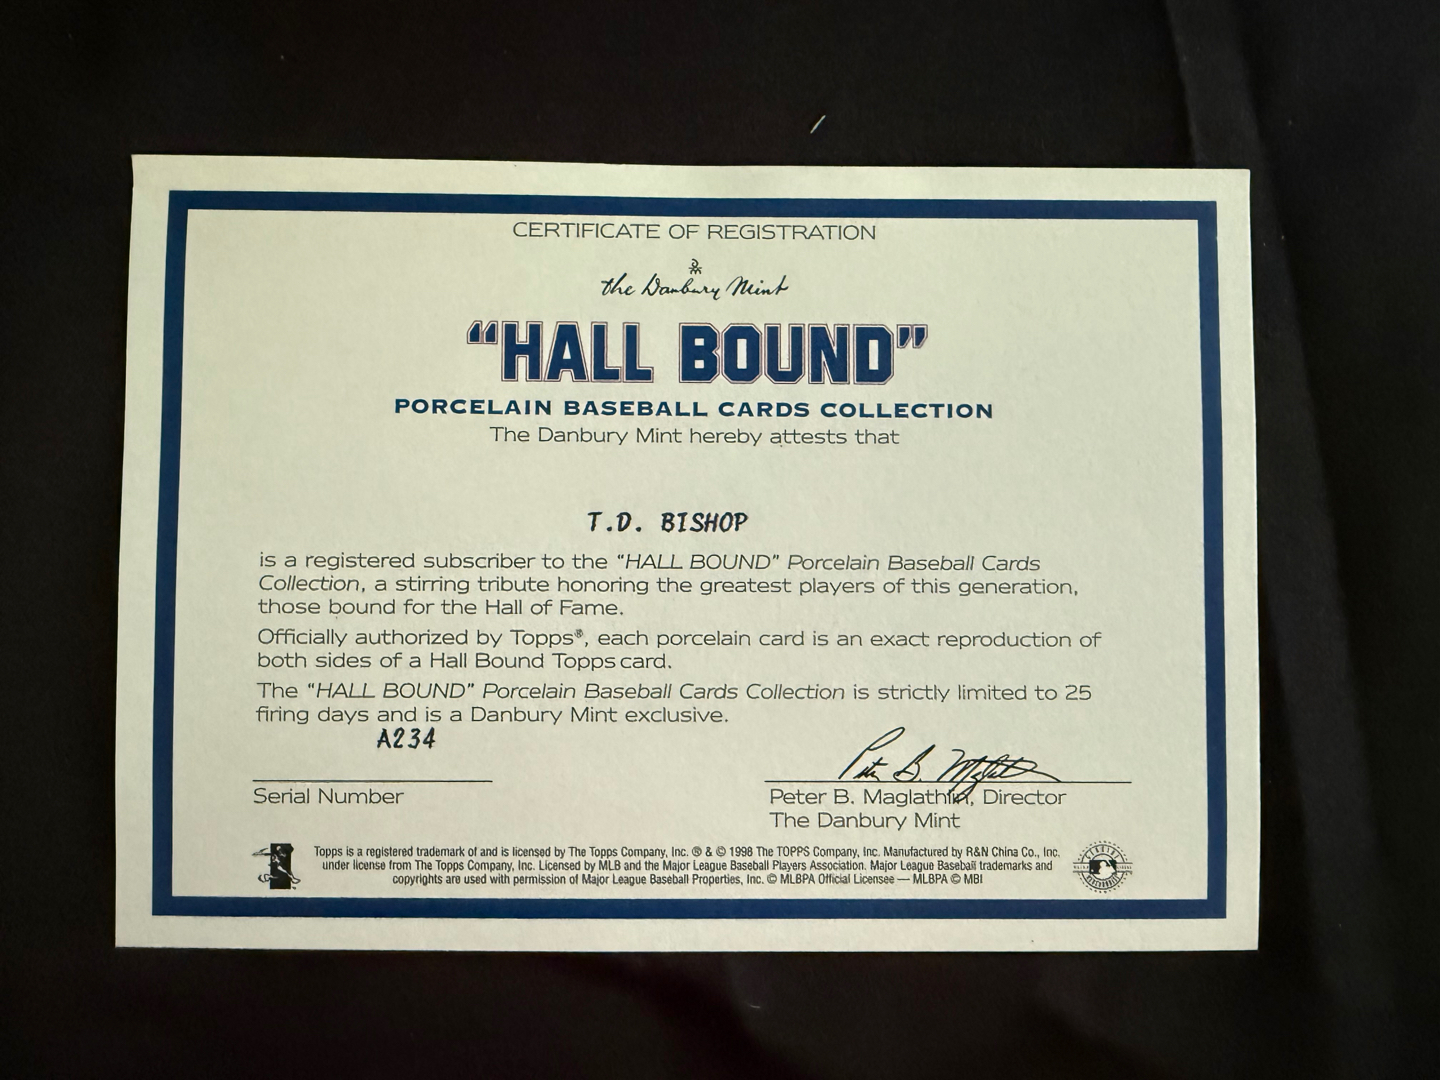 CERTIFICATE OF REGISTRATION
the Danbury Mint
“HALL BOUND”
PORCELAIN BASEBALL CARDS COLLECTION
The Danbury Mint hereby attests that
T.D. BISHOP
is a registered subscriber to the “HALL BOUND” Porcelain Baseball Cards
Collection, a stirring tribute honoring the greatest players of this generation,
those bound for the Hall of Fame.
Officially authorized by Topps®, each porcelain card is an exact reproduction of
both sides of a Hall Bound Topps card.
The “HALL BOUND” Porcelain Baseball Cards Collection is strictly limited to 25
firing days and is a Danbury Mint exclusive.
A234
Serial Number
Peter B. Maglathlin, Director
The Danbury Mint
Topps is a registered trademark of and is licensed by The Topps Company, Inc. ® & © 1998 The TOPPS Company, Inc. Manufactured by R&N China Co., Inc.
under license from The Topps Company, Inc. Licensed by MLB and the Major League Baseball Players Association. Major League Baseball trademarks and
copyrights are used with permission of Major League Baseball Properties, Inc. © MLBPA Official Licensee — MLBPA © MBI